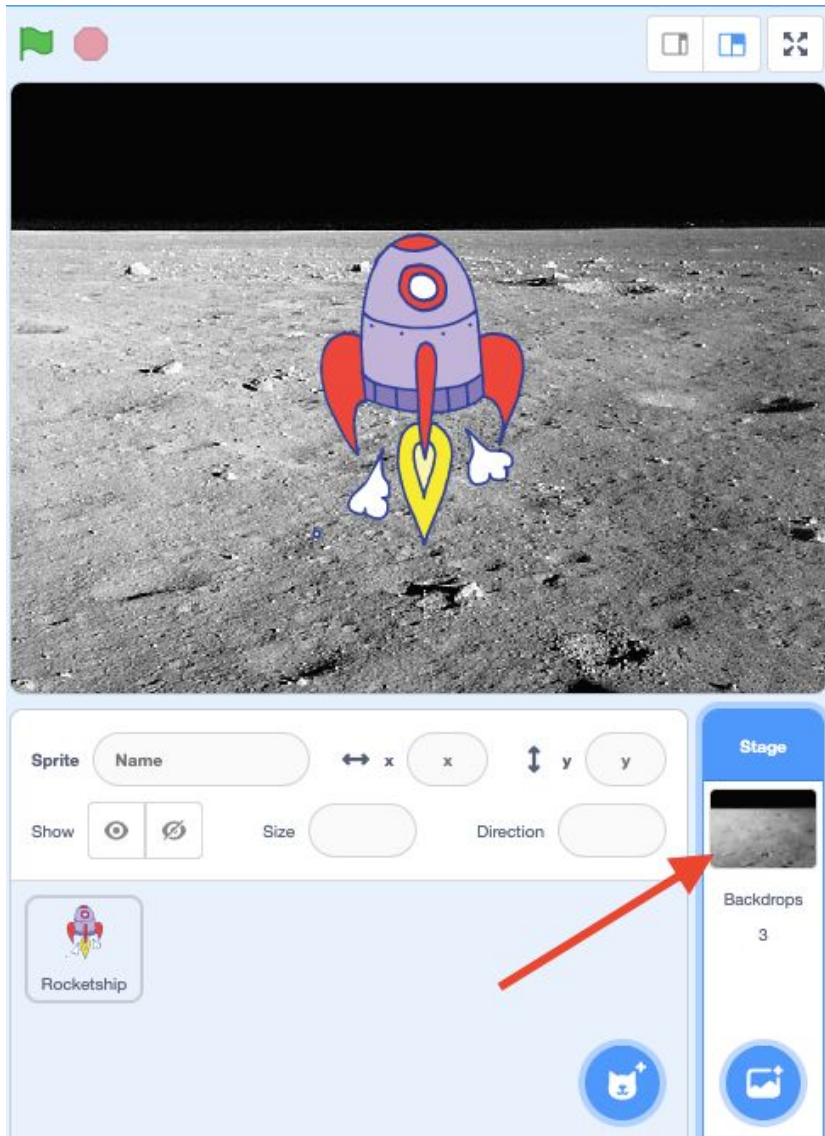 Sprite Name x x y y
Show Size Direction
Stage
Backdrops
3
Rocketship